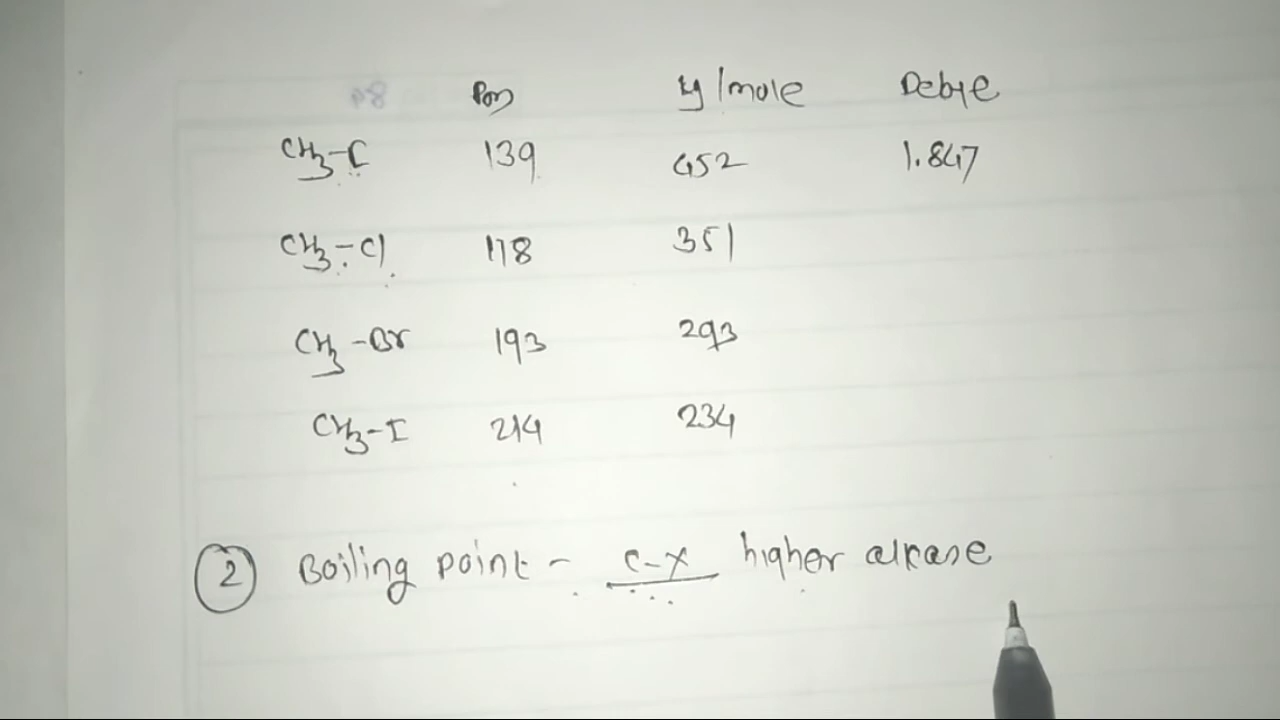 Pm kJ/mole Debye
CH3-F 139 452 1.847
CH3-Cl 178 351
CH3-Br 193 293
CH3-I 214 234
② Boiling point - C-X higher alkane